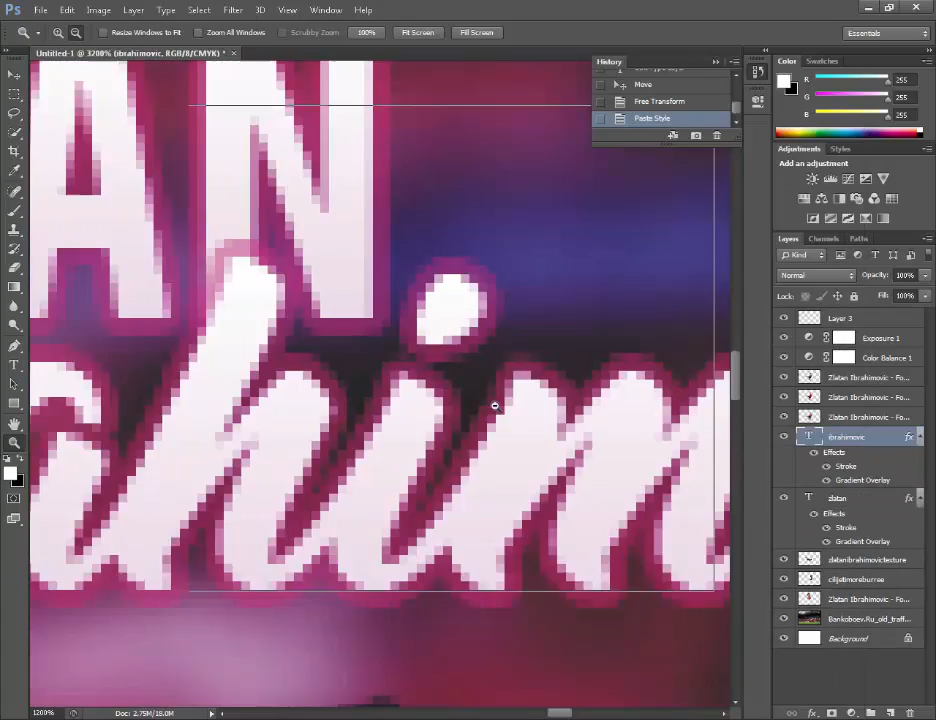 Ps File Edit Image Layer Type Select Filter 3D View Window Help
Resize Windows to Fit Zoom All Windows Scrubby Zoom 100% Fit Screen Fill Screen Essentials
Untitled-1 @ 3200% (ibrahimovic, RGB/8/CMYK) *
History
Move
Free Transform
Paste Style
AN
Color Swatches
R 255
G 255
B 255
Adjustments Styles
Add an adjustment
Layers Channels Paths
Kind
Normal Opacity: 100%
Lock: Fill: 100%
Layer 3
Exposure 1
Color Balance 1
Zlatan Ibrahimovic - Fo...
Zlatan Ibrahimovic - Fo...
Zlatan Ibrahimovic - Fo...
T ibrahimovic fx
Effects
Stroke
Gradient Overlay
T zlatan fx
Effects
Stroke
Gradient Overlay
zlatanibrahimovictexture
cilijetimoreburree
Zlatan Ibrahimovic - Fo...
Bankoboev.Ru_old_traff...
Background
1200% Doc: 2.75M/18.0M